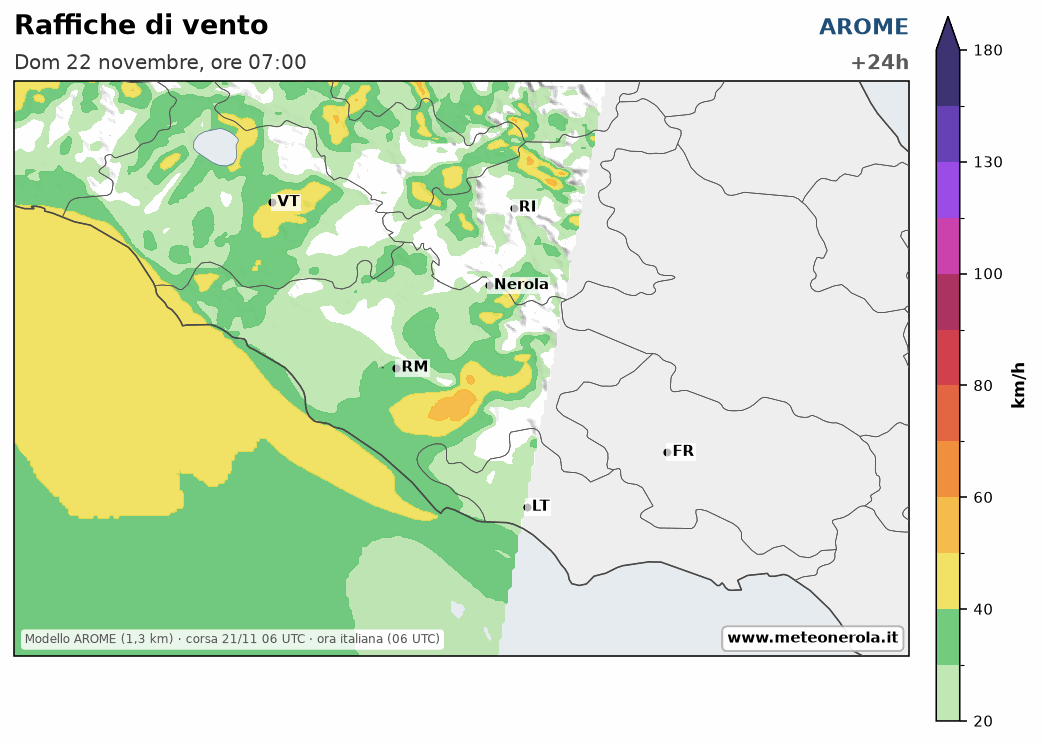 Raffiche di vento
AROME
Dom 22 novembre, ore 07:00
+24h
VT
RI
Nerola
RM
FR
LT
Modello AROME (1,3 km) · corsa 21/11 06 UTC · ora italiana (06 UTC)
www.meteonerola.it
180
130
100
80
60
40
20
km/h